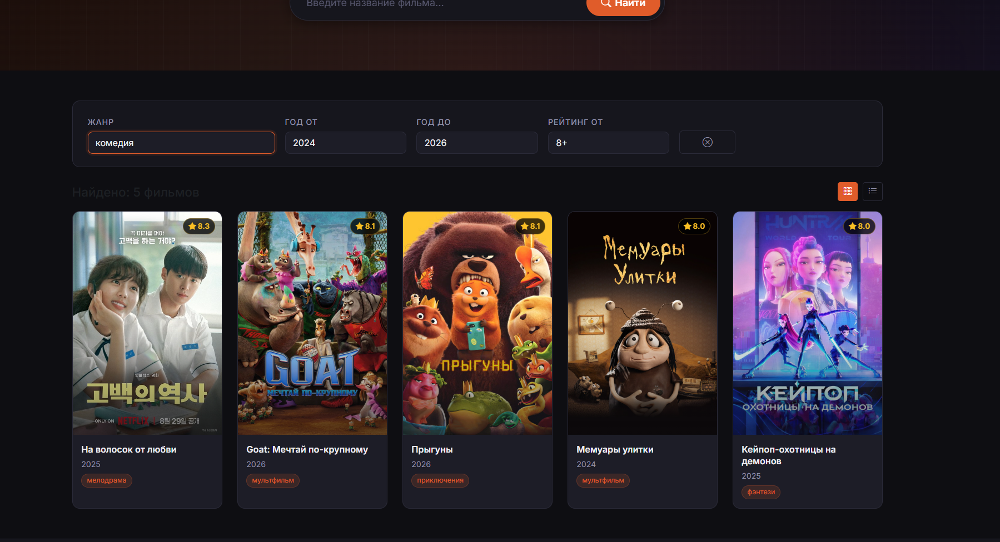 Введите название фильма...
Найти
ЖАНР
ГОД ОТ
ГОД ДО
РЕЙТИНГ ОТ
комедия
2024
2026
8+
Найдено: 5 фильмов
8.3
꼭 머리를 펴야
고백을 하는 거야?
넷플릭스 영화
고백의 역사
ONLY ON NETFLIX | 8월 29일 공개
На волосок от любви
2025
мелодрама
8.1
GOAT
МЕЧТАЙ ПО-КРУПНОМУ
Goat: Мечтай по-крупному
2026
мультфильм
8.1
ПРЫГУНЫ
Прыгуны
2026
приключения
8.0
Мемуары
Улитки
Мемуары улитки
2024
мультфильм
8.0
HUNTR/X
WORLD TOUR
КЕЙПОП
ОХОТНИЦЫ НА ДЕМОНОВ
Кейпоп-охотницы на
демонов
2025
фэнтези